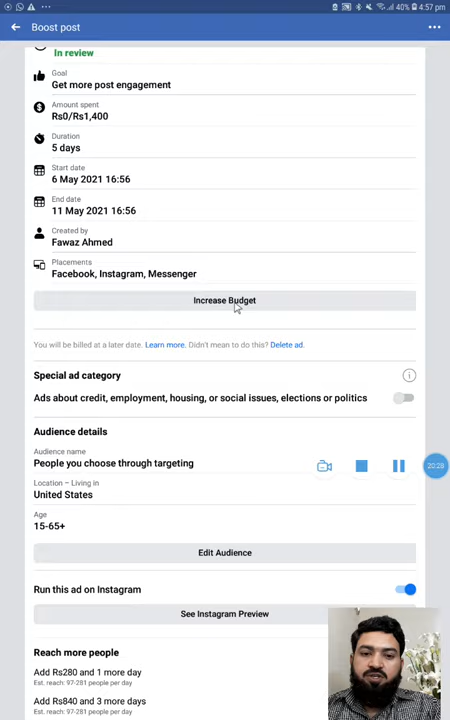 40% 4:57 pm
Boost post
In review
Goal
Get more post engagement
Amount spent
Rs0/Rs1,400
Duration
5 days
Start date
6 May 2021 16:56
End date
11 May 2021 16:56
Created by
Fawaz Ahmed
Placements
Facebook, Instagram, Messenger
Increase Budget
You will be billed at a later date. Learn more. Didn't mean to do this? Delete ad.
Special ad category
Ads about credit, employment, housing, or social issues, elections or politics
Audience details
Audience name
People you choose through targeting
Location – Living in
United States
20:29
Age
15-65+
Edit Audience
Run this ad on Instagram
See Instagram Preview
Reach more people
Add Rs280 and 1 more day
Est. reach: 97-281 people per day
Add Rs840 and 3 more days
Est. reach: 97-281 people per day